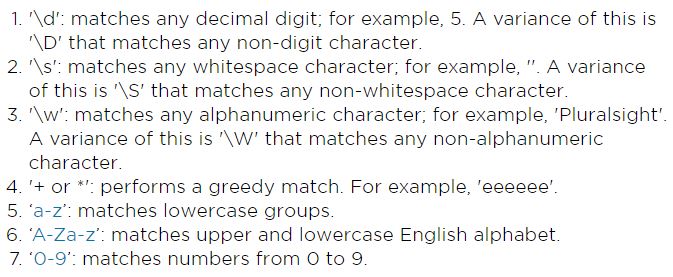 1. '\d': matches any decimal digit; for example, 5. A variance of this is
'\D' that matches any non-digit character.
2. '\s': matches any whitespace character; for example, ''. A variance
of this is '\S' that matches any non-whitespace character.
3. '\w': matches any alphanumeric character; for example, 'Pluralsight'.
A variance of this is '\W' that matches any non-alphanumeric
character.
4. '+ or *': performs a greedy match. For example, 'eeeeee'.
5. ‘a-z’: matches lowercase groups.
6. ‘A-Za-z’: matches upper and lowercase English alphabet.
7. ‘0-9’: matches numbers from 0 to 9.